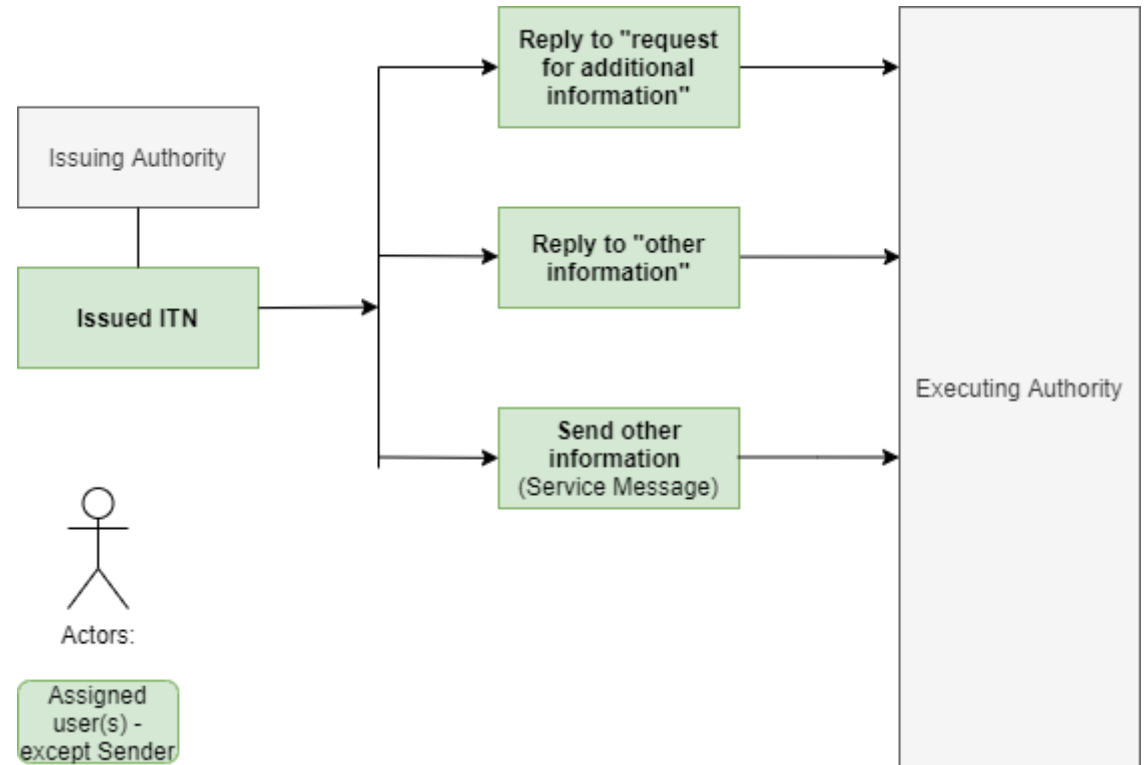 Reply to "request
for additional
information"
Issuing Authority
Reply to "other
information"
Issued ITN
Executing Authority
Send other
information
(Service Message)
Actors:
Assigned
user(s) -
except Sender